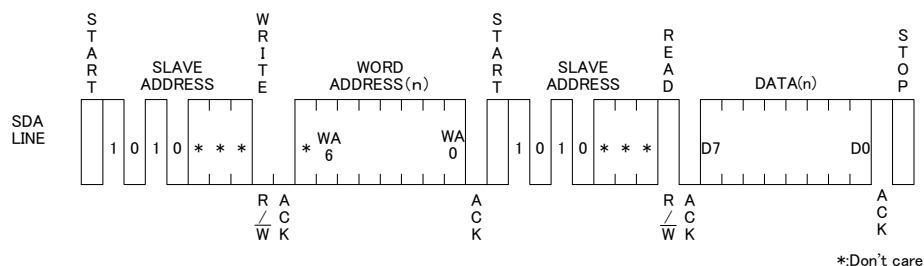 START
WRITE
START
READ
STOP
SLAVE
ADDRESS
WORD
ADDRESS(n)
SLAVE
ADDRESS
DATA(n)
SDA
LINE
1 0 1 0 * * *
* WA
6
WA
0
1 0 1 0 * * *
D7 D0
R/W
ACK
ACK
R/W
ACK
ACK
*:Don't care